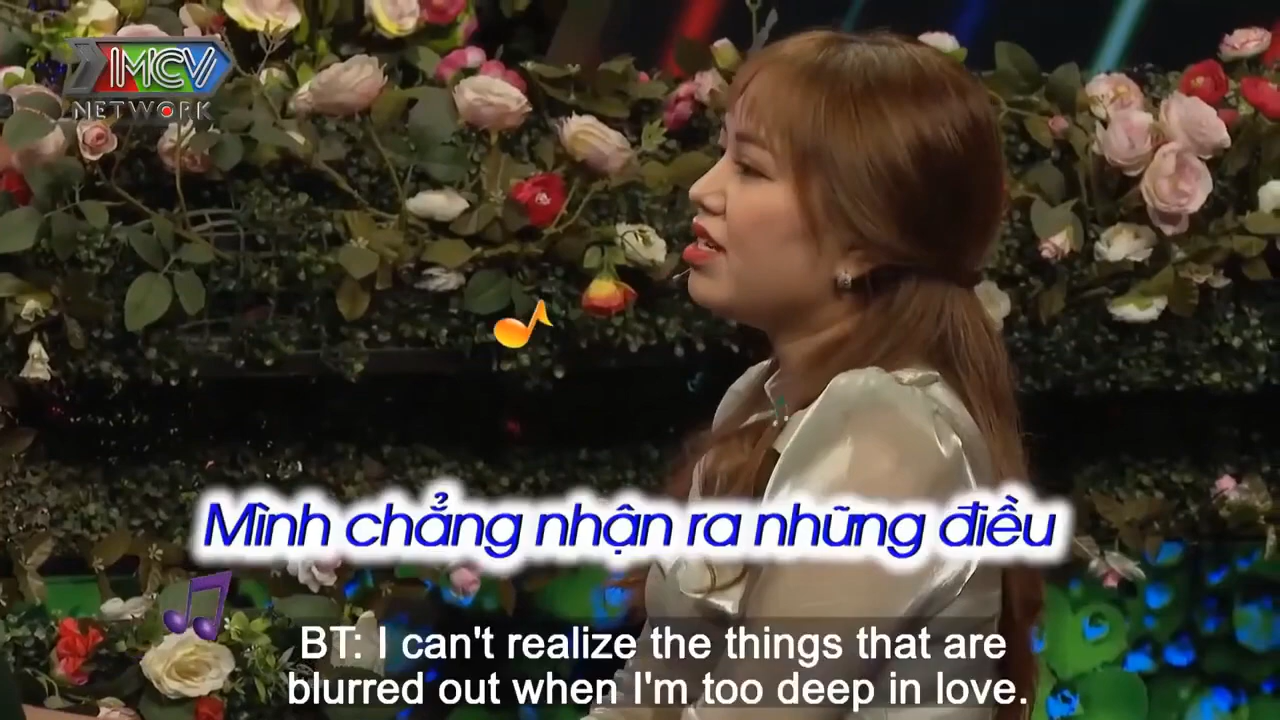 MCV
NETWORK
Mình chẳng nhận ra những điều
BT: I can't realize the things that are
blurred out when I'm too deep in love.